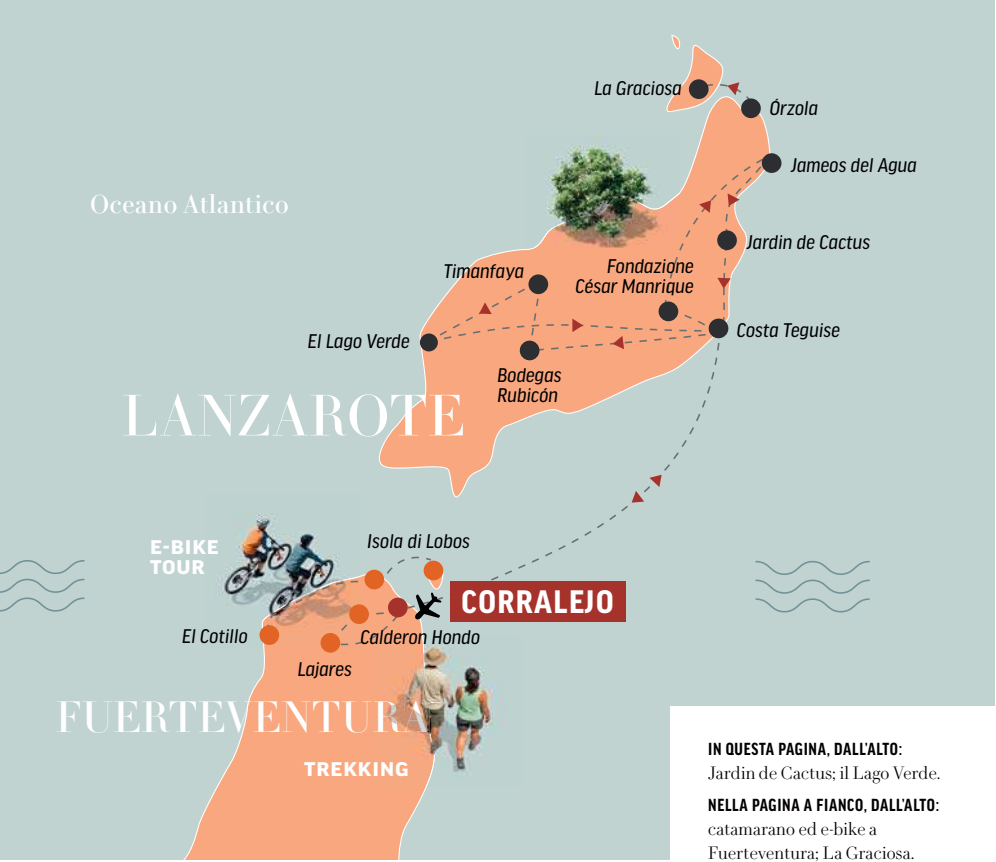 La Graciosa
Órzola
Jameos del Agua
Oceano Atlantico
Jardin de Cactus
Fondazione
César Manrique
Timanfaya
El Lago Verde
Costa Teguise
Bodegas
Rubicón
LANZAROTE
E-BIKE
TOUR
Isola di Lobos
CORRALEJO
El Cotillo
Calderon Hondo
Lajares
FUERTEVENTURA
TREKKING
IN QUESTA PAGINA, DALL'ALTO:
Jardin de Cactus; il Lago Verde.
NELLA PAGINA A FIANCO, DALL'ALTO:
catamarano ed e-bike a
Fuerteventura; La Graciosa.